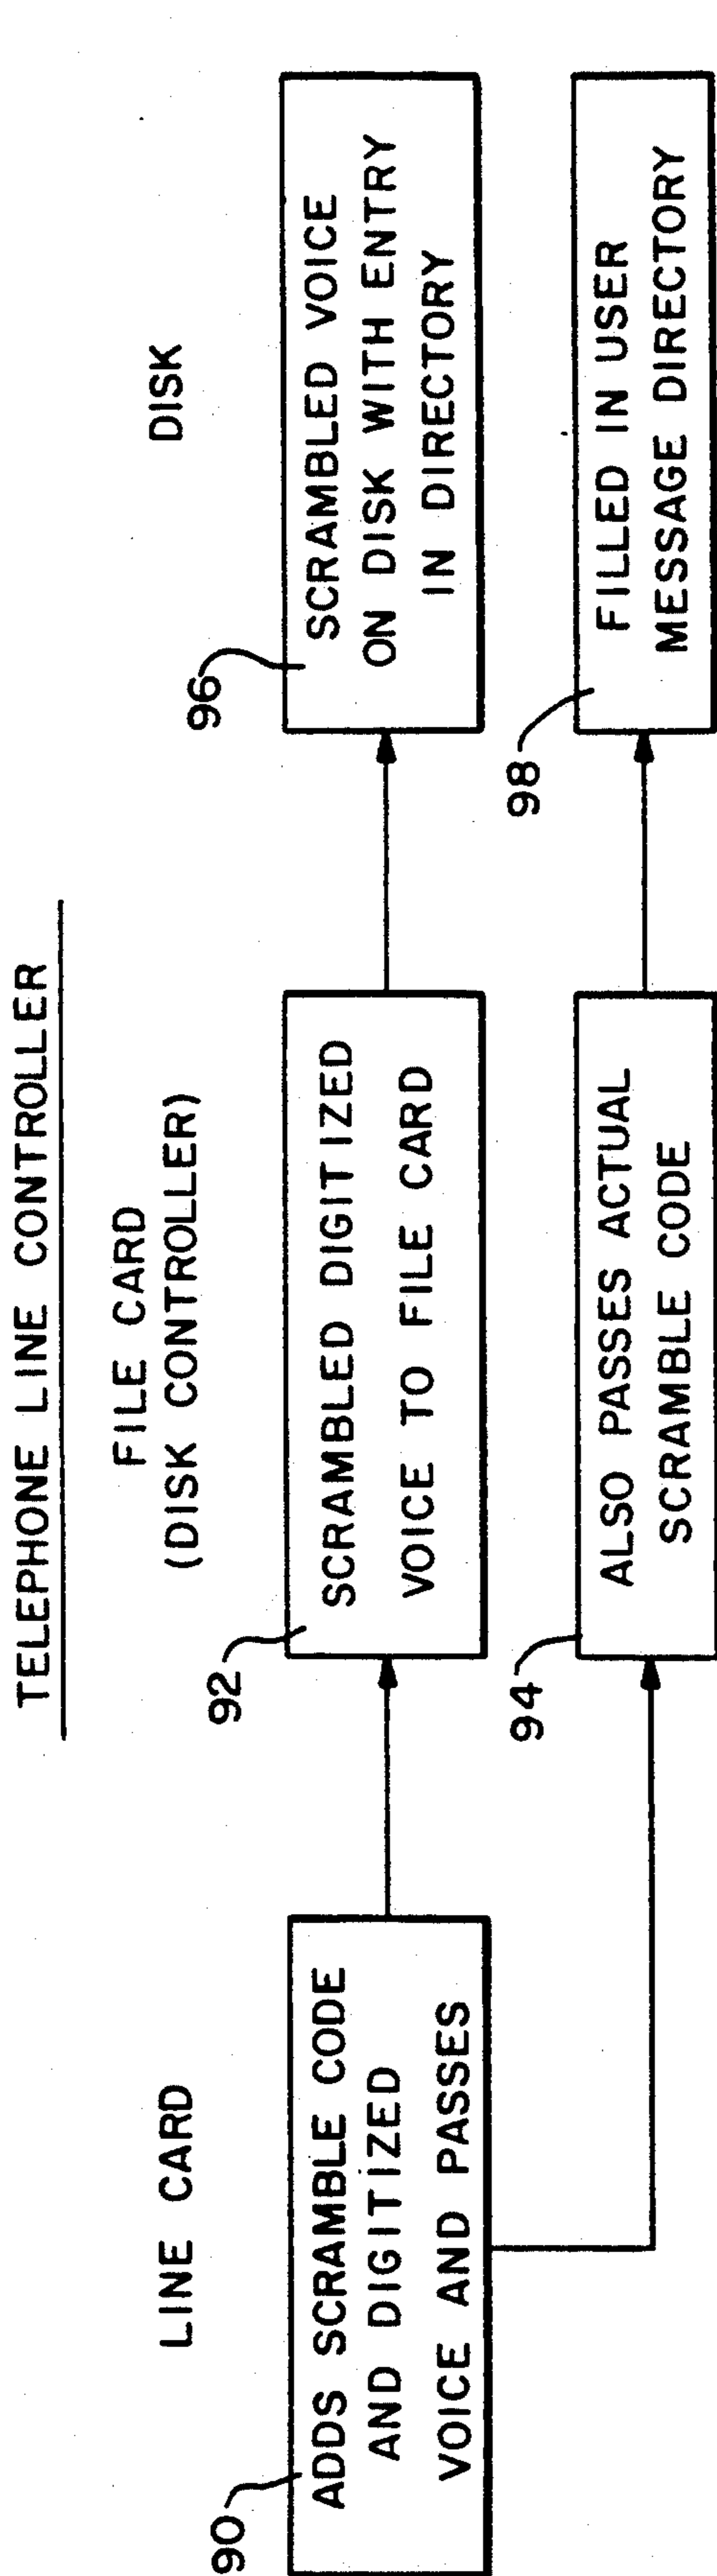 TELEPHONE LINE CONTROLLER
LINE CARD
FILE CARD
(DISK CONTROLLER)
DISK
90
ADDS SCRAMBLE CODE
AND DIGITIZED
VOICE AND PASSES
92
SCRAMBLED DIGITIZED
VOICE TO FILE CARD
96
SCRAMBLED VOICE
ON DISK WITH ENTRY
IN DIRECTORY
94
ALSO PASSES ACTUAL
SCRAMBLE CODE
98
FILLED IN USER
MESSAGE DIRECTORY